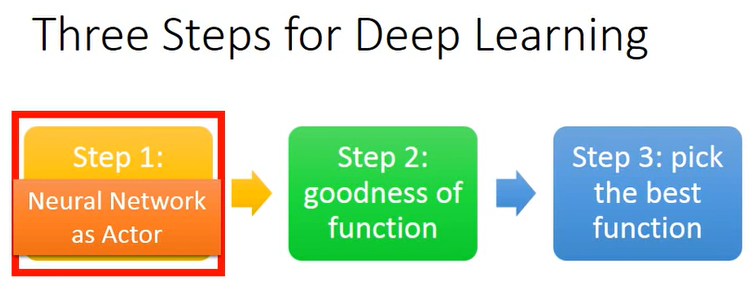 Three Steps for Deep Learning
Step 1:
Neural Network
as Actor
Step 2:
goodness of
function
Step 3: pick
the best
function